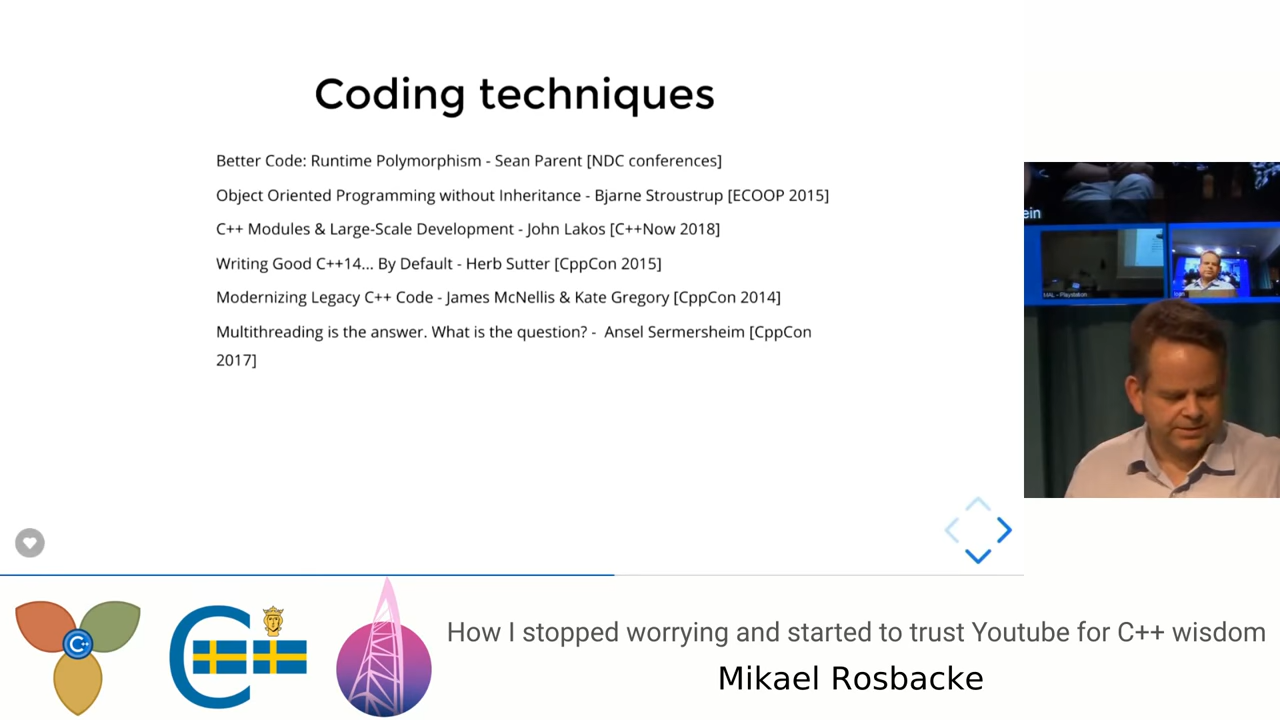 Coding techniques
Better Code: Runtime Polymorphism - Sean Parent [NDC conferences]
Object Oriented Programming without Inheritance - Bjarne Stroustrup [ECOOP 2015]
C++ Modules & Large-Scale Development - John Lakos [C++Now 2018]
Writing Good C++14... By Default - Herb Sutter [CppCon 2015]
Modernizing Legacy C++ Code - James McNellis & Kate Gregory [CppCon 2014]
Multithreading is the answer. What is the question? - Ansel Sermersheim [CppCon
2017]
ein
MAL - Playstation
C++
C++
How I stopped worrying and started to trust Youtube for C++ wisdom
Mikael Rosbacke